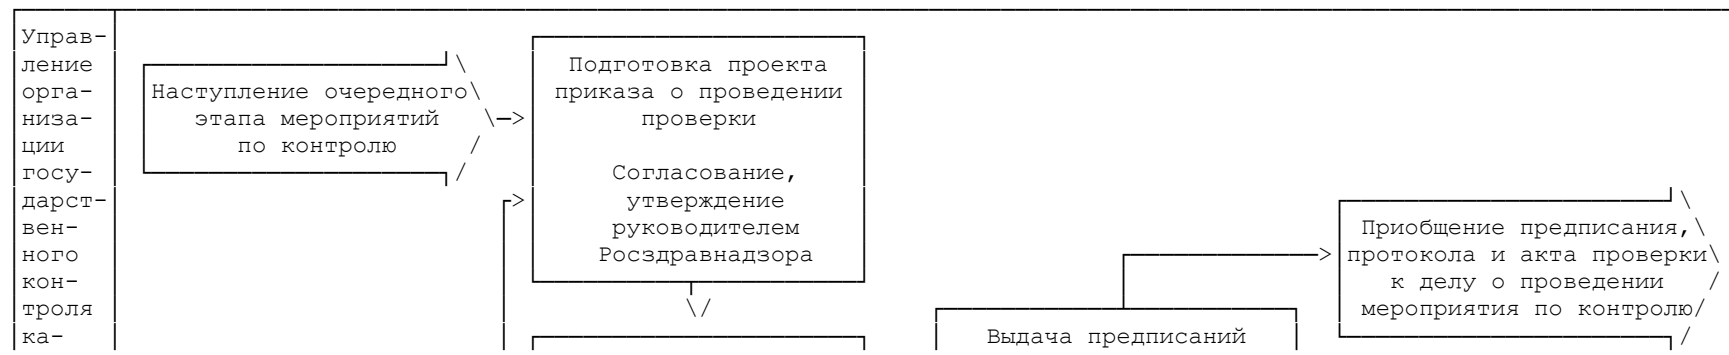 Управ-
ление
орга-
низа-
ции
госу-
дарст-
вен-
ного
кон-
троля
ка-
Наступление очередного
этапа мероприятий
по контролю
Подготовка проекта
приказа о проведении
проверки
Согласование,
утверждение
руководителем
Росздравнадзора
Выдача предписаний
Приобщение предписания,
протокола и акта проверки
к делу о проведении
мероприятия по контролю